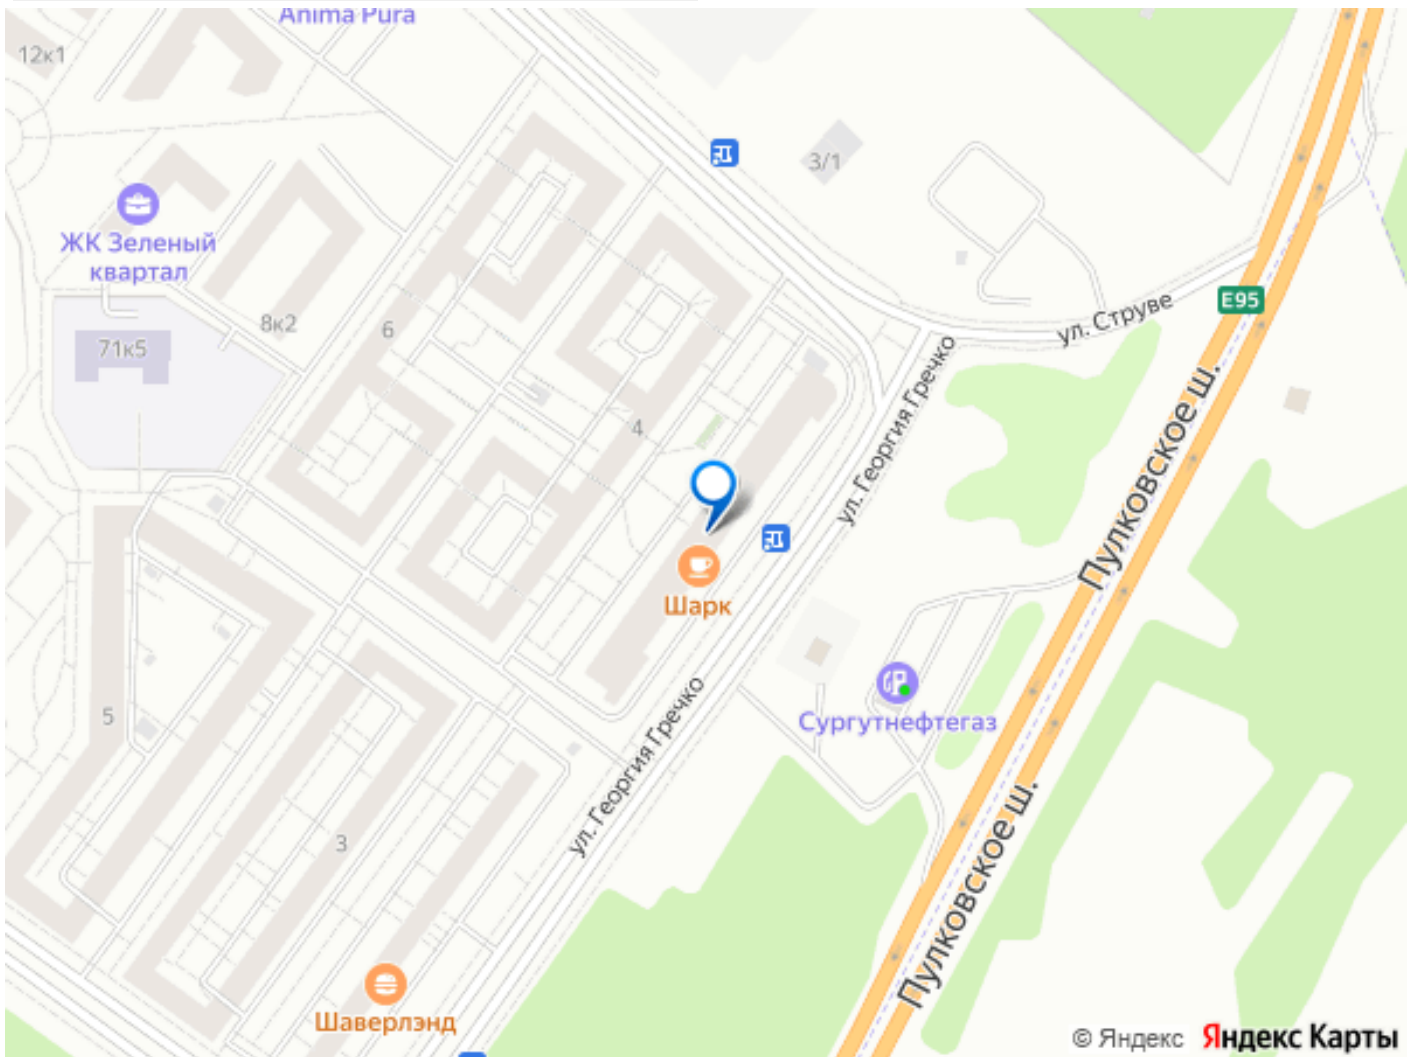 Anima Pura
12к1
3/1
ЖК Зеленый
квартал
8к2
6
71к5
E95
ул. Струве
ул. Георгия Гречко
Пулковское ш.
4
Шарк
5
ул. Георгия Гречко
Сургутнефтегаз
3
Пулковское ш.
Шаверлэнд
© Яндекс Яндекс Карты